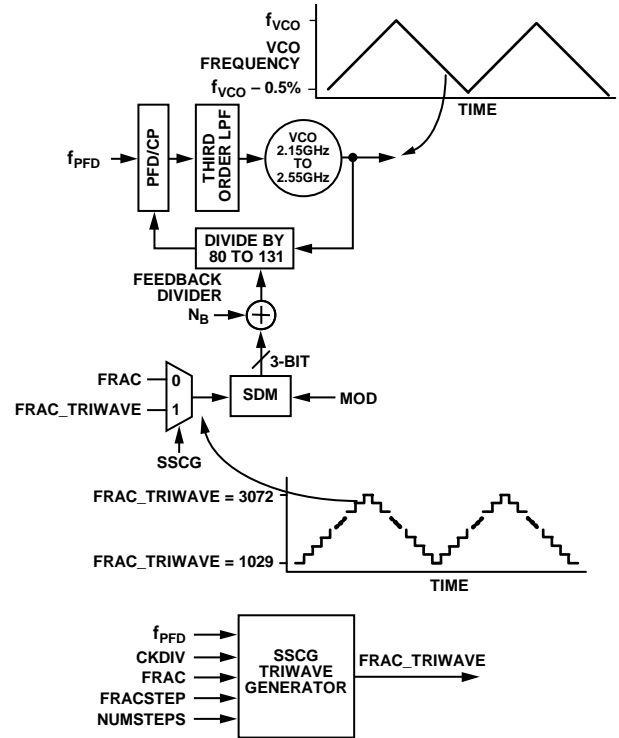 fVCO
VCO
FREQUENCY
fVCO – 0.5%
TIME
fPFD
PFD/CP
THIRD
ORDER LPF
VCO
2.15GHz
TO
2.55GHz
DIVIDE BY
80 TO 131
FEEDBACK
DIVIDER
NB
3-BIT
FRAC
0
FRAC_TRIWAVE
1
SDM
MOD
SSCG
FRAC_TRIWAVE = 3072
FRAC_TRIWAVE = 1029
TIME
fPFD
CKDIV
FRAC
FRACSTEP
NUMSTEPS
SSCG
TRIWAVE
GENERATOR
FRAC_TRIWAVE